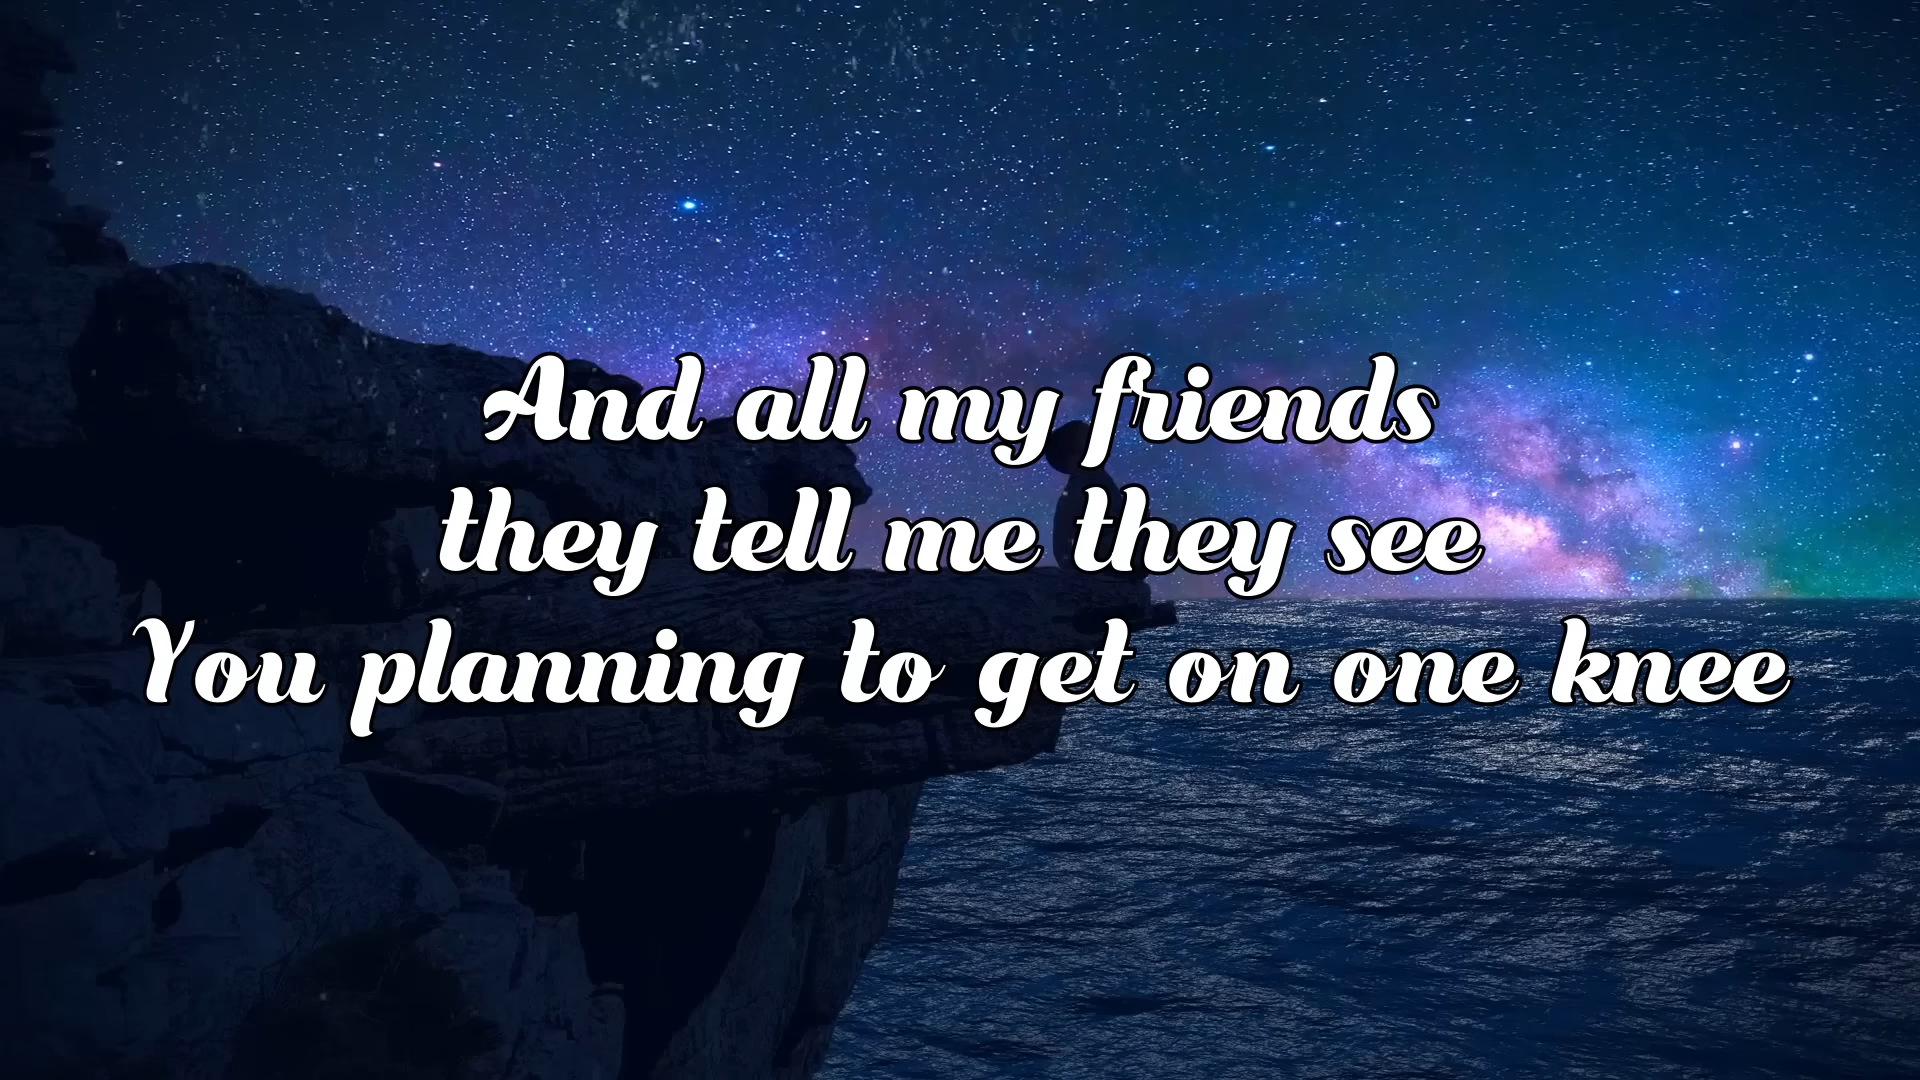 And all my friends
they tell me they see
You planning to get on one knee